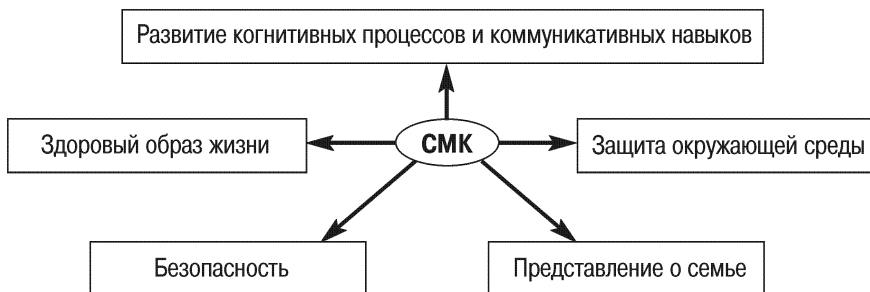 Развитие когнитивных процессов и коммуникативных навыков
Здоровый образ жизни
СМК
Защита окружающей среды
Безопасность
Представление о семье